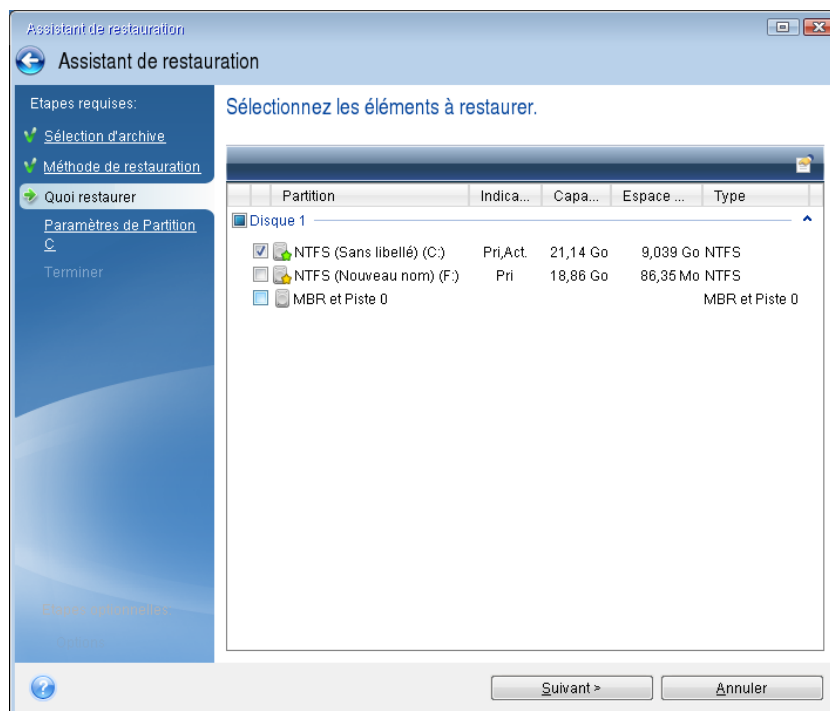 Assistant de restauration
Assistant de restauration
Etapes requises:
Sélection d'archive
Méthode de restauration
Quoi restaurer
Paramètres de Partition
C
Terminer
Sélectionnez les éléments à restaurer.
Partition Indica... Capa... Espace ... Type
Disque 1
NTFS (Sans libellé) (C:) Pri,Act. 21,14 Go 9,039 Go NTFS
NTFS (Nouveau nom) (F:) Pri 18,86 Go 86,35 Mo NTFS
MBR et Piste 0 MBR et Piste 0
Suivant >
Annuler